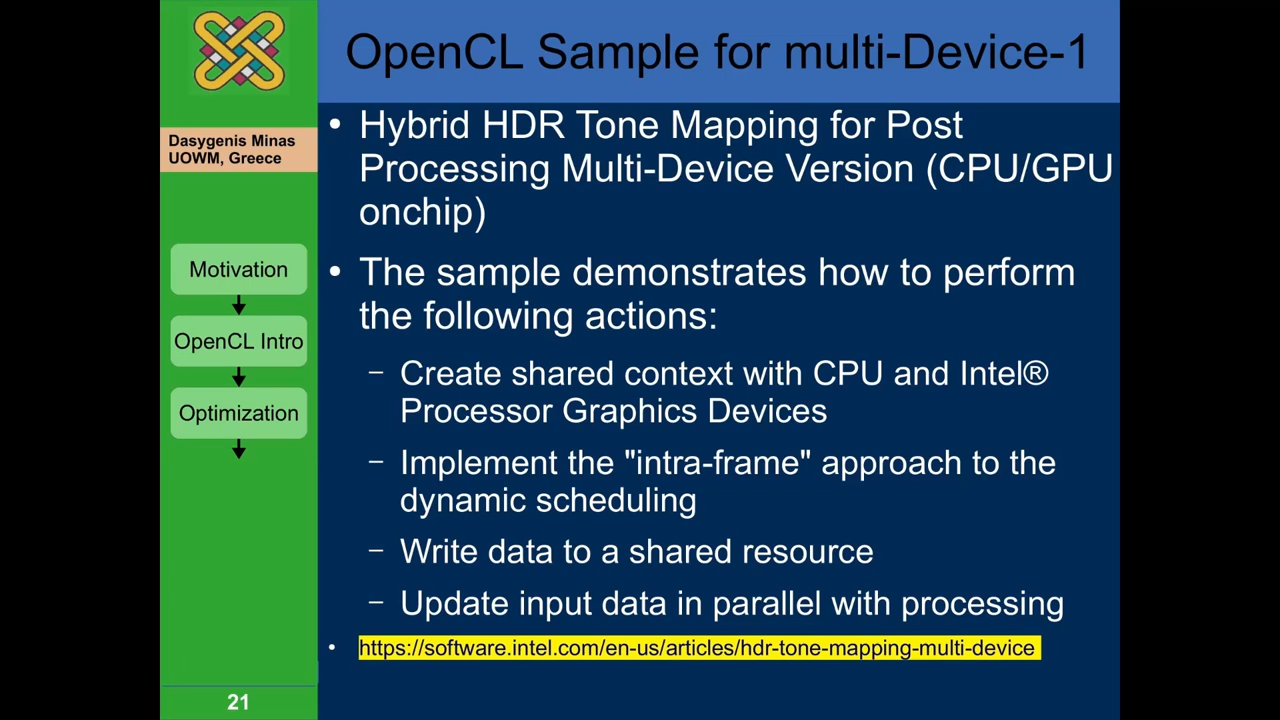 OpenCL Sample for multi-Device-1
Dasygenis Minas
UOWM, Greece
Motivation
OpenCL Intro
Optimization
• Hybrid HDR Tone Mapping for Post
Processing Multi-Device Version (CPU/GPU
onchip)
• The sample demonstrates how to perform
the following actions:
– Create shared context with CPU and Intel®
Processor Graphics Devices
– Implement the "intra-frame" approach to the
dynamic scheduling
– Write data to a shared resource
– Update input data in parallel with processing
• https://software.intel.com/en-us/articles/hdr-tone-mapping-multi-device
21